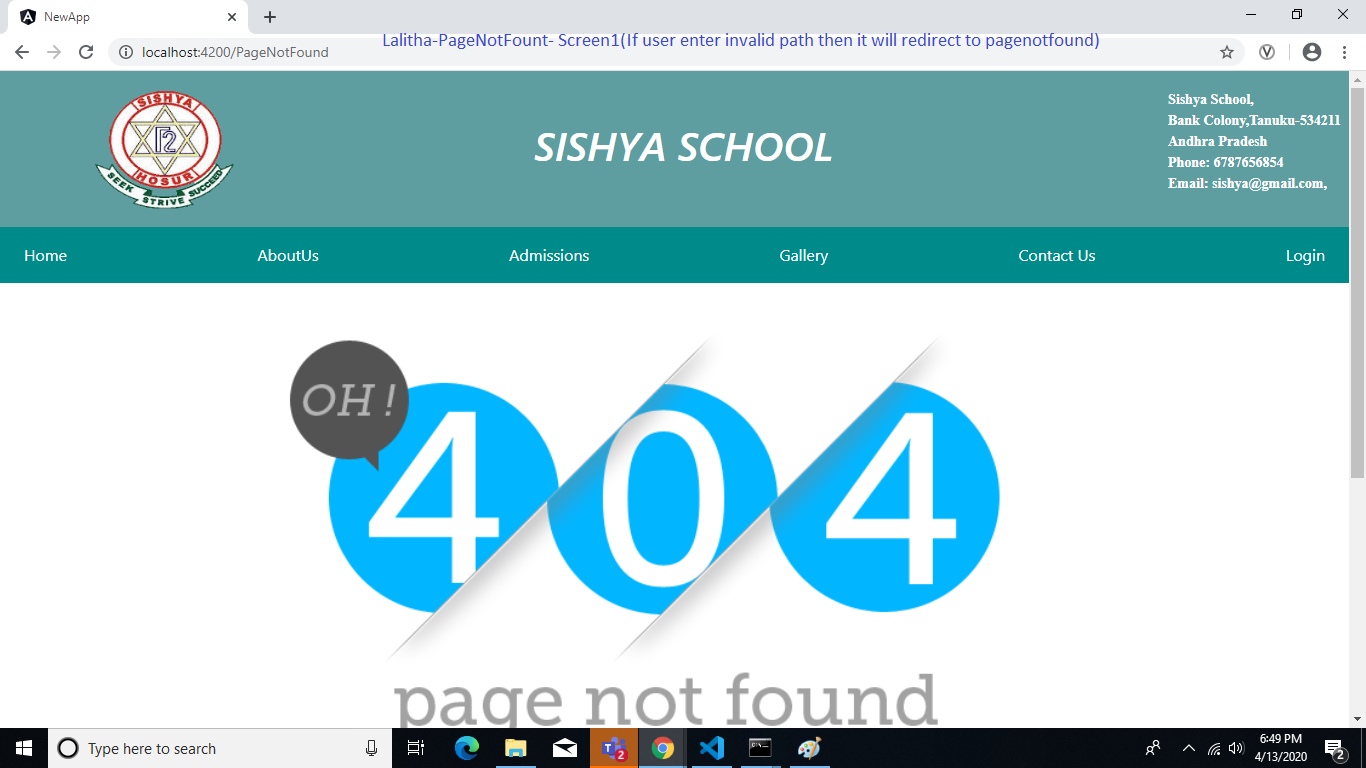 NewApp
Lalitha-PageNotFount- Screen1(If user enter invalid path then it will redirect to pagenotfound)
localhost:4200/PageNotFound
SISHYA
HOSUR
SEEK STRIVE SUCCEED
SISHYA SCHOOL
Sishya School,
Bank Colony,Tanuku-534211
Andhra Pradesh
Phone: 6787656854
Email: sishya@gmail.com,
Home AboutUs Admissions Gallery Contact Us Login
OH !
404
page not found
Type here to search
2
6:49 PM
4/13/2020
2